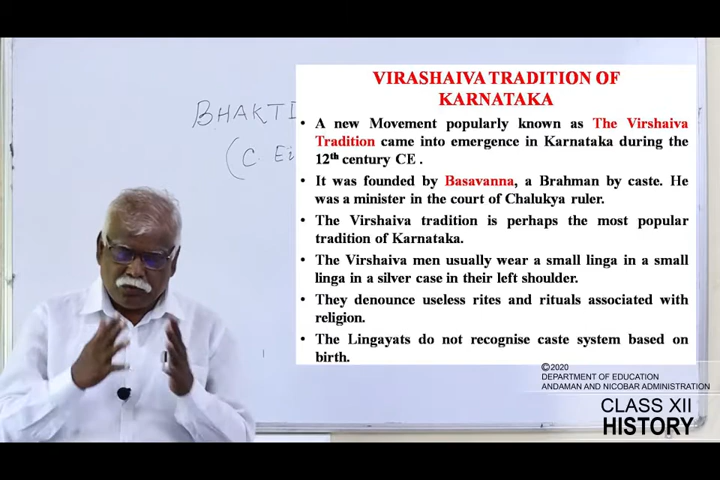 BHAKTI
(C. Ei
VIRASHAIVA TRADITION OF
KARNATAKA
• A new Movement popularly known as The Virshaiva
Tradition came into emergence in Karnataka during the
12th century CE .
• It was founded by Basavanna, a Brahman by caste. He
was a minister in the court of Chalukya ruler.
• The Virshaiva tradition is perhaps the most popular
tradition of Karnataka.
• The Virshaiva men usually wear a small linga in a small
linga in a silver case in their left shoulder.
• They denounce useless rites and rituals associated with
religion.
• The Lingayats do not recognise caste system based on
birth.
©2020
DEPARTMENT OF EDUCATION
ANDAMAN AND NICOBAR ADMINISTRATION
CLASS XII
HISTORY